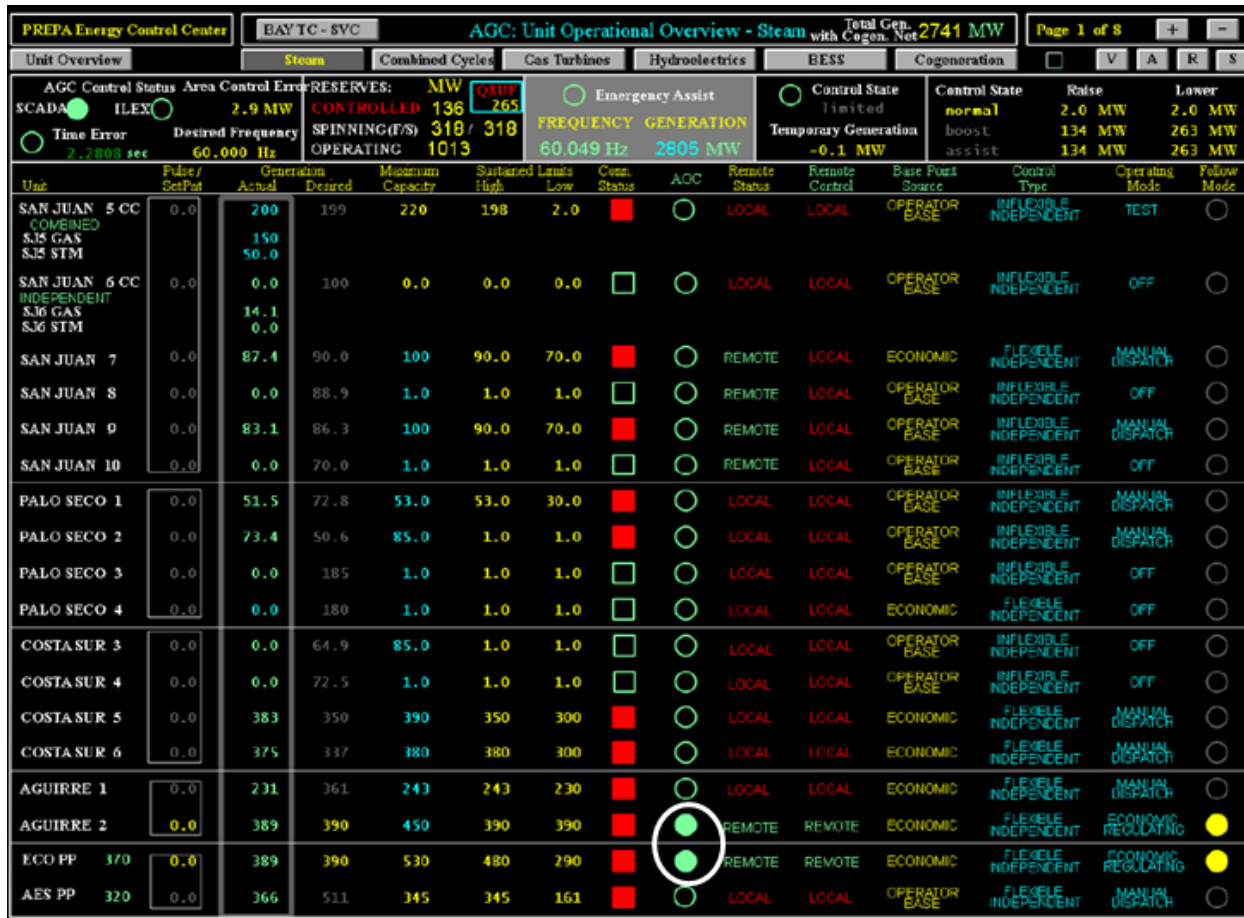 PREPA Energy Control Center BAY TC - SVC AGC: Unit Operational Overview - Steam Total Gen. with Cogen. Net 2741 MW Page 1 of 8 + -
Unit Overview Steam Combined Cycles Gas Turbines Hydroelectrics BESS Cogeneration V A R S
AGC Control Status Area Control Error RESERVES: MW QSUF Emergency Assist Control State Control State Raise Lower
SCADA ILEX 2.9 MW CONTROLLED 136 265 limited normal 2.0 MW 2.0 MW
Time Error Desired Frequency SPINNING(F/S) 318/ 318 FREQUENCY GENERATION Temporary Generation boost 134 MW 263 MW
2.2808 sec 60.000 Hz OPERATING 1013 60.049 Hz 2805 MW -0.1 MW assist 134 MW 263 MW
Pulse/ Generation Maximum Sustained Limits Conn. AGC Remote Remote Base Point Control Operating Follow
Unit SetPnt Actual Desired Capacity High Low Status Status Control Source Type Mode Mode
SAN JUAN 5 CC 0.0 200 199 220 198 2.0 LOCAL LOCAL OPERATOR BASE INFLEXIBLE INDEPENDENT TEST
COMBINED
SJ5 GAS 150
SJ5 STM 50.0
SAN JUAN 6 CC 0.0 0.0 100 0.0 0.0 0.0 LOCAL LOCAL OPERATOR BASE INFLEXIBLE INDEPENDENT OFF
INDEPENDENT
SJ6 GAS 14.1
SJ6 STM 0.0
SAN JUAN 7 0.0 87.4 90.0 100 90.0 70.0 REMOTE LOCAL ECONOMIC FLEXIBLE INDEPENDENT MANUAL DISPATCH
SAN JUAN 8 0.0 0.0 88.9 1.0 1.0 1.0 REMOTE LOCAL OPERATOR BASE INFLEXIBLE INDEPENDENT OFF
SAN JUAN 9 0.0 83.1 86.3 100 90.0 70.0 REMOTE LOCAL OPERATOR BASE INFLEXIBLE INDEPENDENT MANUAL DISPATCH
SAN JUAN 10 0.0 0.0 70.0 1.0 1.0 1.0 REMOTE LOCAL OPERATOR BASE INFLEXIBLE INDEPENDENT OFF
PALO SECO 1 0.0 51.5 72.8 53.0 53.0 30.0 LOCAL LOCAL OPERATOR BASE INFLEXIBLE INDEPENDENT MANUAL DISPATCH
PALO SECO 2 0.0 73.4 50.6 85.0 1.0 1.0 LOCAL LOCAL OPERATOR BASE INFLEXIBLE INDEPENDENT MANUAL DISPATCH
PALO SECO 3 0.0 0.0 185 1.0 1.0 1.0 LOCAL LOCAL OPERATOR BASE INFLEXIBLE INDEPENDENT OFF
PALO SECO 4 0.0 0.0 180 1.0 1.0 1.0 LOCAL LOCAL ECONOMIC FLEXIBLE INDEPENDENT OFF
COSTA SUR 3 0.0 0.0 64.9 85.0 1.0 1.0 LOCAL LOCAL OPERATOR BASE INFLEXIBLE INDEPENDENT OFF
COSTA SUR 4 0.0 0.0 72.5 1.0 1.0 1.0 LOCAL LOCAL OPERATOR BASE INFLEXIBLE INDEPENDENT OFF
COSTA SUR 5 0.0 383 350 390 350 300 LOCAL LOCAL ECONOMIC FLEXIBLE INDEPENDENT MANUAL DISPATCH
COSTA SUR 6 0.0 375 337 380 380 300 LOCAL LOCAL ECONOMIC FLEXIBLE INDEPENDENT MANUAL DISPATCH
AGUIRRE 1 0.0 231 361 243 243 230 LOCAL LOCAL ECONOMIC FLEXIBLE INDEPENDENT MANUAL DISPATCH
AGUIRRE 2 0.0 389 390 450 390 390 REMOTE REMOTE ECONOMIC FLEXIBLE INDEPENDENT ECONOMIC REGULATING
ECO PP 370 0.0 389 390 530 480 290 REMOTE REMOTE ECONOMIC FLEXIBLE INDEPENDENT ECONOMIC REGULATING
AES PP 320 0.0 366 511 345 345 161 LOCAL LOCAL ECONOMIC FLEXIBLE INDEPENDENT MANUAL DISPATCH